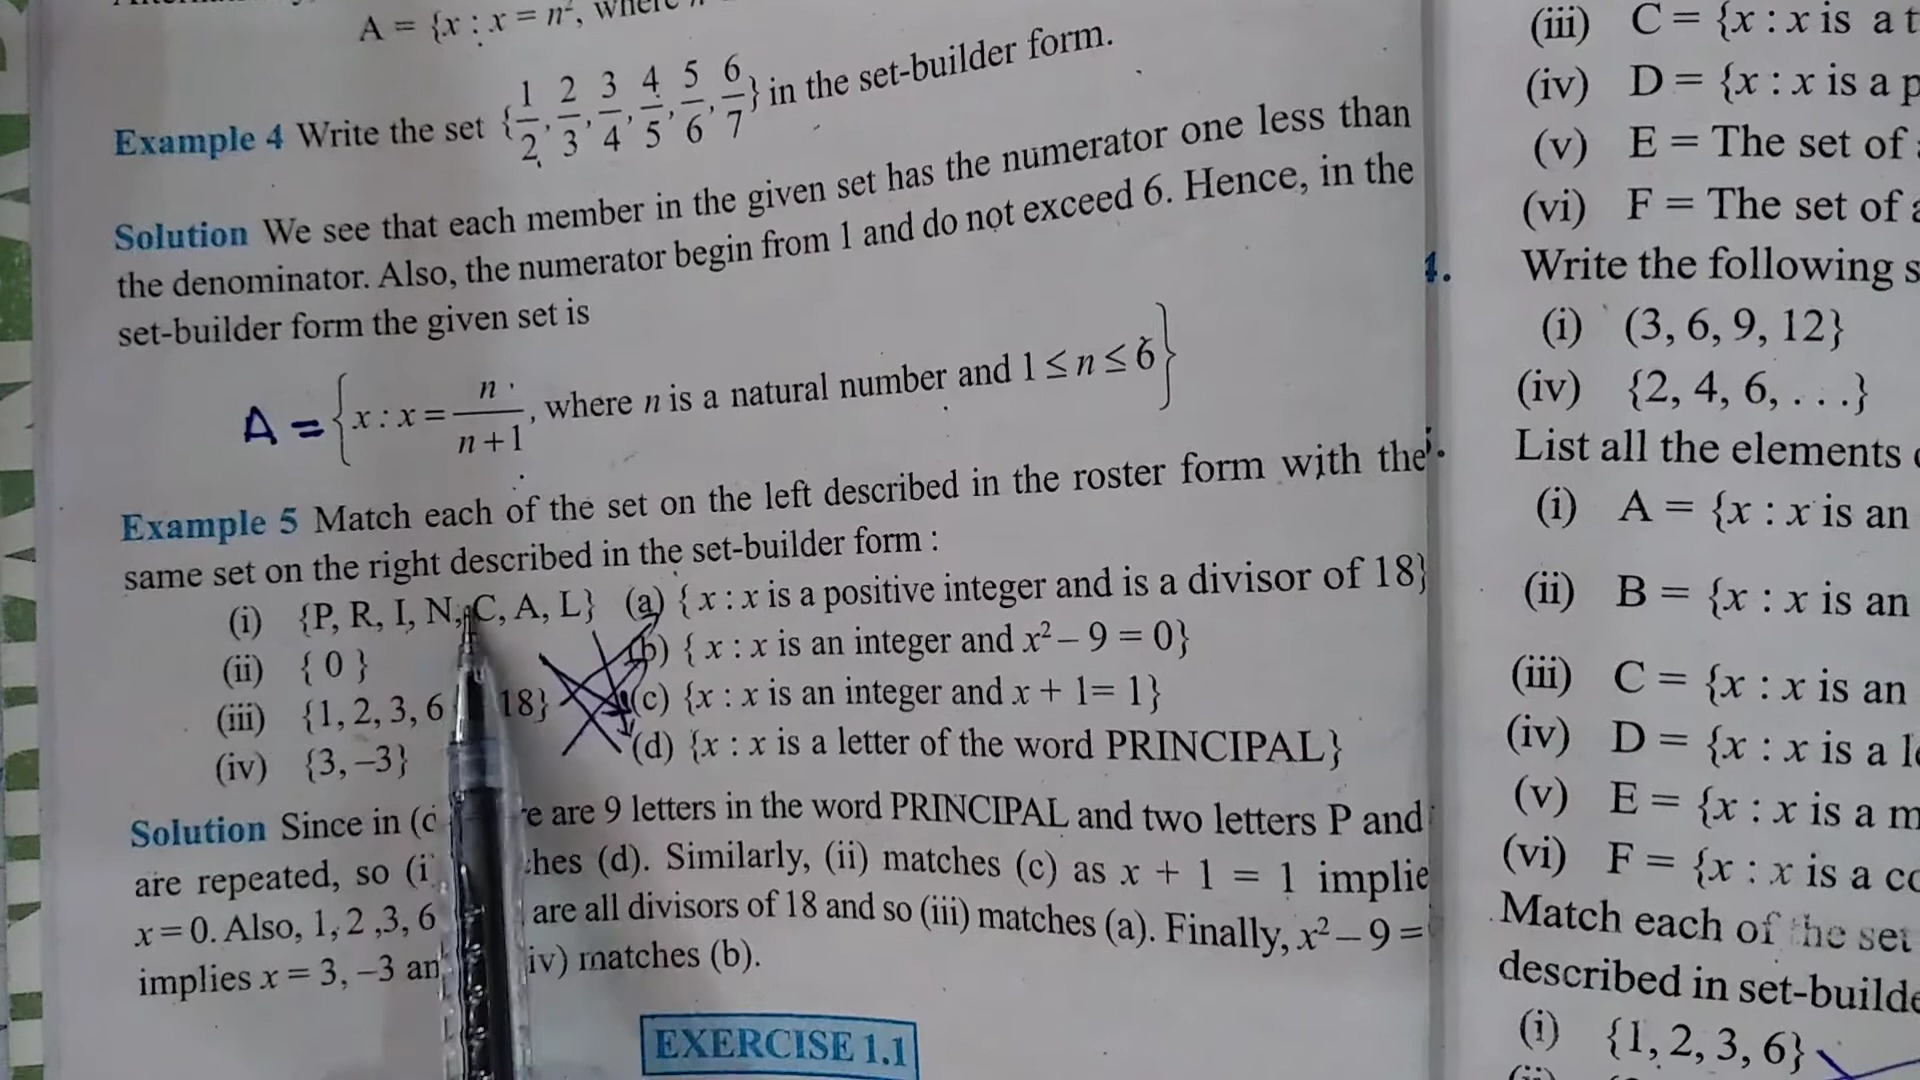 A = {x : x = n², where
Example 4 Write the set {1/2, 2/3, 3/4, 4/5, 5/6, 6/7} in the set-builder form.
Solution We see that each member in the given set has the numerator one less than
the denominator. Also, the numerator begin from 1 and do not exceed 6. Hence, in the
set-builder form the given set is
A = {x : x = n/(n+1), where n is a natural number and 1 ≤ n ≤ 6}
Example 5 Match each of the set on the left described in the roster form with the
same set on the right described in the set-builder form :
(i) {P, R, I, N, C, A, L} (a) { x : x is a positive integer and is a divisor of 18}
(ii) { 0 } (b) { x : x is an integer and x² – 9 = 0}
(iii) {1, 2, 3, 6 18} (c) {x : x is an integer and x + 1= 1}
(iv) {3, –3} (d) {x : x is a letter of the word PRINCIPAL}
Solution Since in ( are 9 letters in the word PRINCIPAL and two letters P and
are repeated, so (i (d). Similarly, (ii) matches (c) as x + 1 = 1
x = 0. Also, 1, 2 ,3, 6 are all divisors of 18 and so (iii) matches (a). Finally, x² – 9 =
implies x = 3, –3 iv) matches (b).
EXERCISE 1.1
(iii) C = {x : x is a
(iv) D = {x : x is a
(v) E = The set of
(vi) F = The set of
4. Write the following
(i) (3, 6, 9, 12}
(iv) {2, 4, 6, . . .}
List all the elements
(i) A = {x : x is an
(ii) B = {x : x is an
(iii) C = {x : x is an
(iv) D = {x : x is a
(v) E = {x : x is a
(vi) F = {x : x is a
Match each of the set
described in
(i) {1, 2, 3, 6}